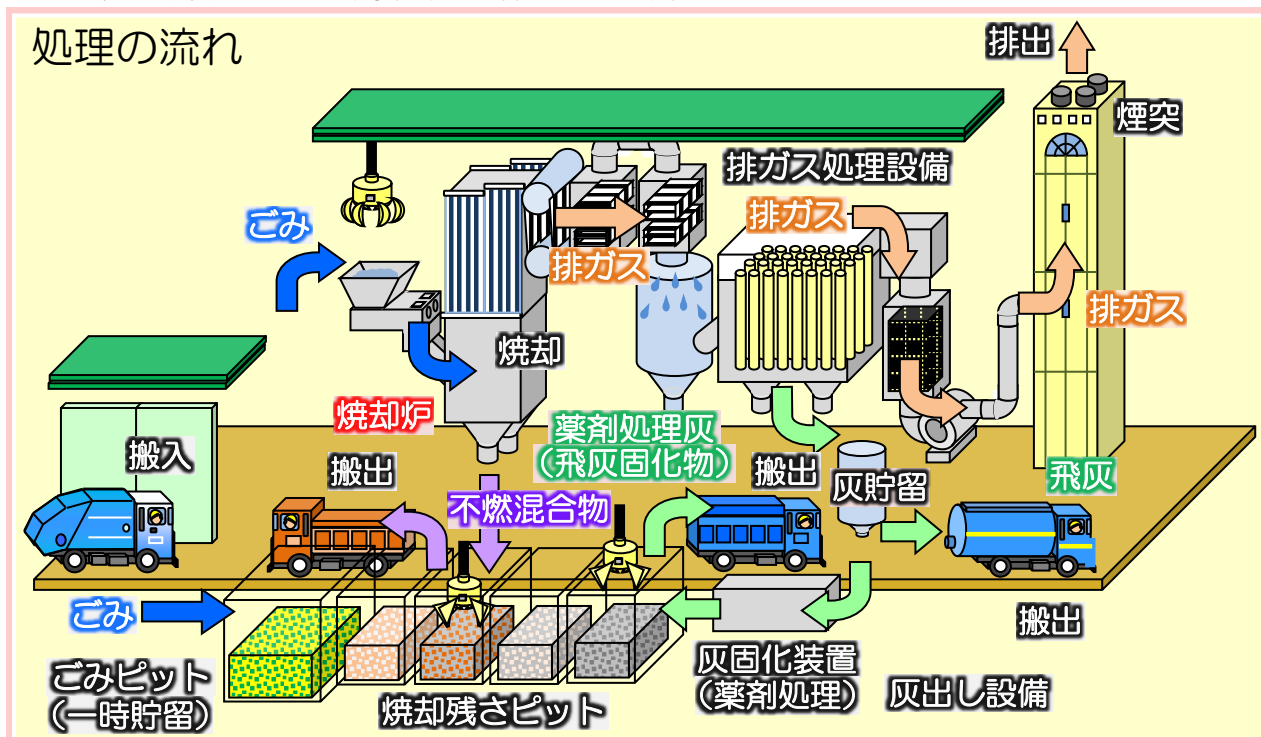 処理の流れ
排出
煙突
排ガス処理設備
ごみ
排ガス
排ガス
排ガス
焼却
焼却炉
薬剤処理灰
（飛灰固化物）
搬入
搬出
搬出
灰貯留
飛灰
不燃混合物
ごみ
搬出
ごみピット
（一時貯留）
焼却残さピット
灰固化装置
（薬剤処理）
灰出し設備